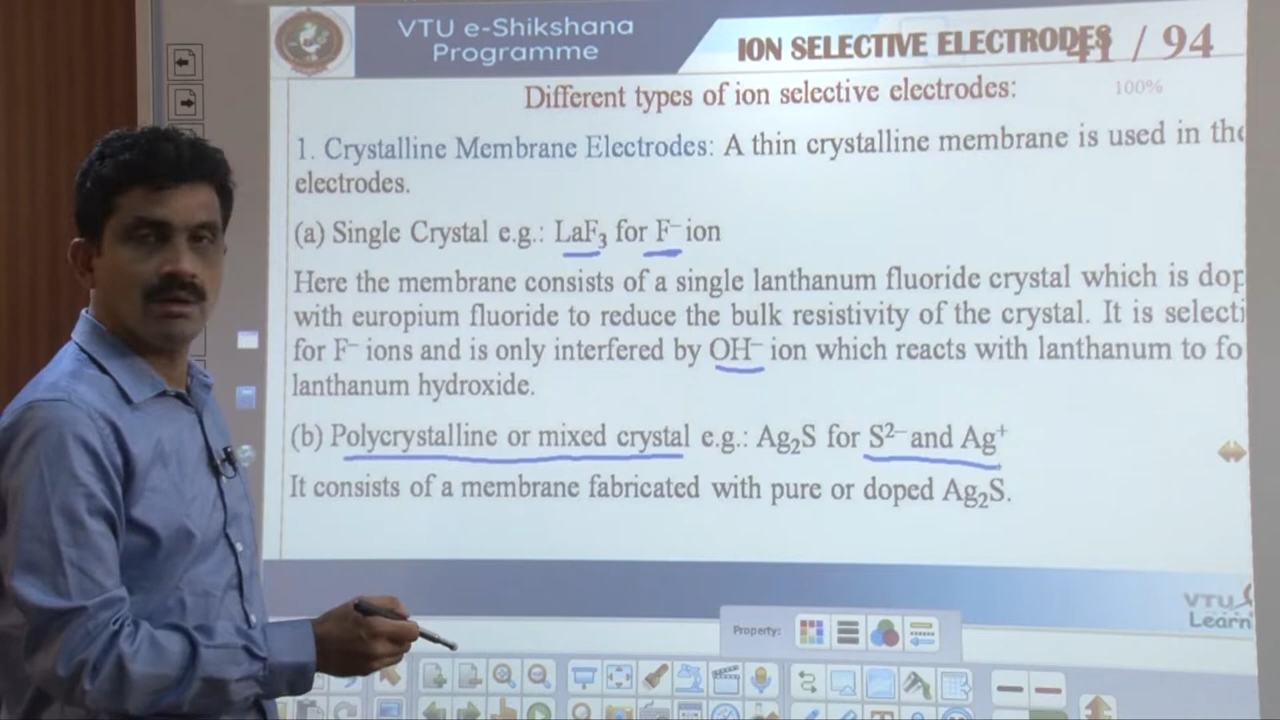 VTU e-Shikshana
Programme
ION SELECTIVE ELECTRODES
41 / 94
100%
Different types of ion selective electrodes:
1. Crystalline Membrane Electrodes: A thin crystalline membrane is used in the
electrodes.
(a) Single Crystal e.g.: LaF₃ for F⁻ ion
Here the membrane consists of a single lanthanum fluoride crystal which is dop
with europium fluoride to reduce the bulk resistivity of the crystal. It is selecti
for F⁻ ions and is only interfered by OH⁻ ion which reacts with lanthanum to fo
lanthanum hydroxide.
(b) Polycrystalline or mixed crystal e.g.: Ag₂S for S²⁻ and Ag⁺
It consists of a membrane fabricated with pure or doped Ag₂S.
VTU
Learn
Property: